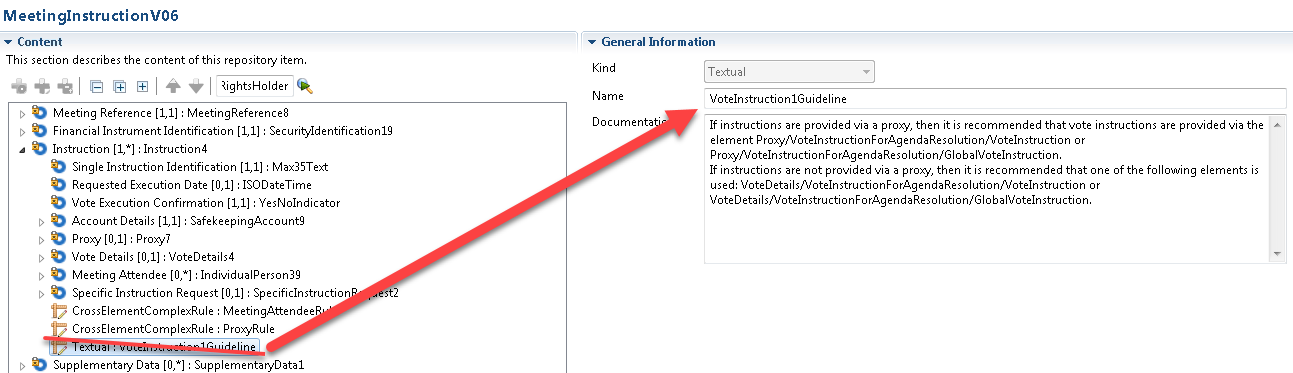 MeetingInstructionV06
Content
This section describes the content of this repository item.
RightsHolder
Meeting Reference [1,1] : MeetingReference8
Financial Instrument Identification [1,1] : SecurityIdentification19
Instruction [1,*] : Instruction4
Single Instruction Identification [1,1] : Max35Text
Requested Execution Date [0,1] : ISODateTime
Vote Execution Confirmation [1,1] : YesNoIndicator
Account Details [1,1] : SafekeepingAccount9
Proxy [0,1] : Proxy7
Vote Details [0,1] : VoteDetails4
Meeting Attendee [0,*] : IndividualPerson39
Specific Instruction Request [0,1] : SpecificInstructionRequest2
CrossElementComplexRule : MeetingAttendeeRul
CrossElementComplexRule : ProxyRule
Textual : VoteInstruction1Guideline
Supplementary Data [0,*] : SupplementaryData1
General Information
Kind
Textual
Name
VoteInstruction1Guideline
Documentation
If instructions are provided via a proxy, then it is recommended that vote instructions are provided via the
element Proxy/VoteInstructionForAgendaResolution/VoteInstruction or
Proxy/VoteInstructionForAgendaResolution/GlobalVoteInstruction.
If instructions are not provided via a proxy, then it is recommended that one of the following elements is
used: VoteDetails/VoteInstructionForAgendaResolution/VoteInstruction or
VoteDetails/VoteInstructionForAgendaResolution/GlobalVoteInstruction.